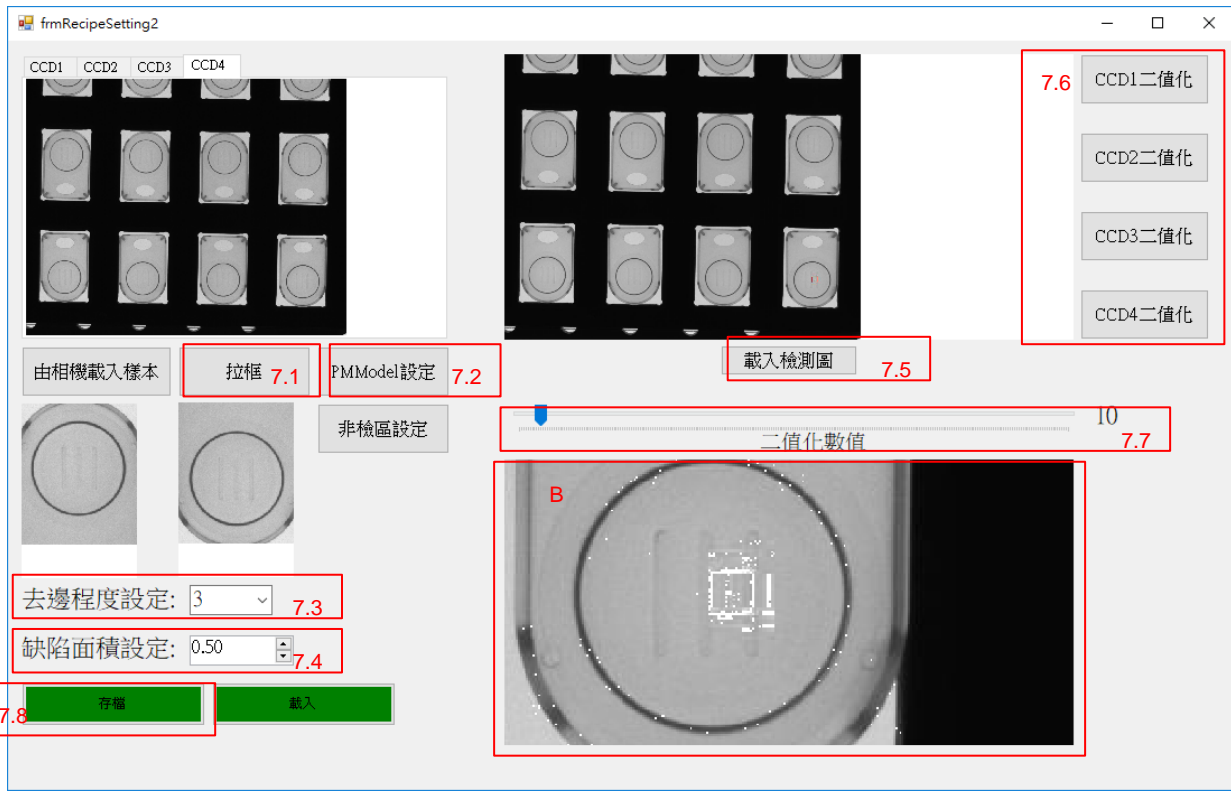 frmRecipeSetting2
CCD1 CCD2 CCD3 CCD4
7.6
CCD1二值化
CCD2二值化
CCD3二值化
CCD4二值化
由相機載入樣本
拉框 7.1
PMModel設定 7.2
載入檢測圖 7.5
非檢區設定
10
二值化數值
7.7
B
去邊程度設定: 3 7.3
缺陷面積設定: 0.50 7.4
7.8 存檔
載入